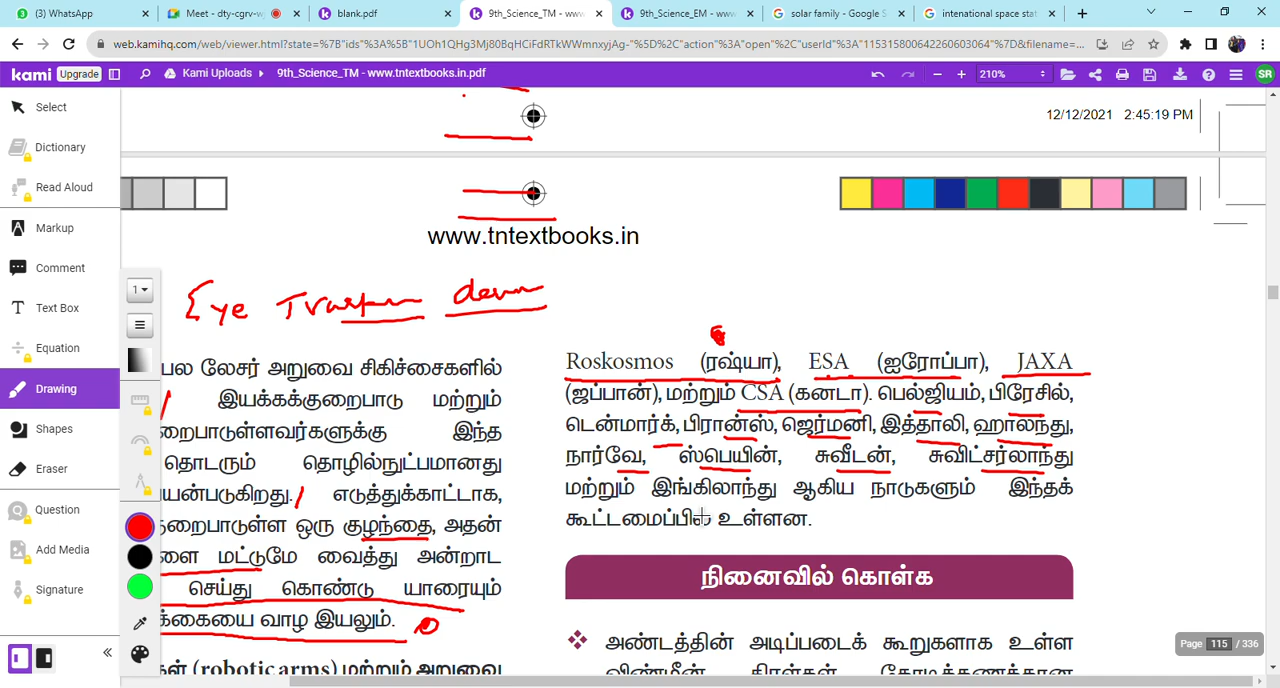 (3) WhatsApp
Meet - dty-cgrv-w
blank.pdf
9th_Science_TM - www.
9th_Science_EM - www.
solar family - Google S
intenational space stat
web.kamihq.com/web/viewer.html?state=%7B"ids"%3A%5B"1UOh1QHg3Mj80BqHCiFdRTkWWmnxyjAg-"%5D%2C"action"%3A"open"%2C"userId"%3A"115315800642260603064"%7D&filename=...
kami Upgrade Kami Uploads 9th_Science_TM - www.tntextbooks.in.pdf 210% SR
Select
Dictionary
Read Aloud
Markup
Comment
Text Box
Equation
Drawing
Shapes
Eraser
Question
Add Media
Signature
1
12/12/2021 2:45:19 PM
www.tntextbooks.in
Eye
பல லேசர் அறுவை சிகிச்சைகளில்
இயக்கக்குறைபாடு மற்றும்
றைபாடுள்ளவர்களுக்கு இந்த
தொடரும் தொழில்நுட்பமானது
யன்படுகிறது. எடுத்துக்காட்டாக,
றைபாடுள்ள ஒரு குழந்தை, அதன்
ளை மட்டுமே வைத்து அன்றாட
செய்து கொண்டு யாரையும்
க்கையை வாழ இயலும்.
கள் (robotic arms) மற்றும் அறுவை
Roskosmos (ரஷ்யா), ESA (ஐரோப்பா), JAXA
(ஜப்பான்), மற்றும் CSA (கனடா). பெல்ஜியம், பிரேசில்,
டென்மார்க், பிரான்ஸ், ஜெர்மனி, இத்தாலி, ஹாலந்து,
நார்வே, ஸ்பெயின், சுவீடன், சுவிட்சர்லாந்து
மற்றும் இங்கிலாந்து ஆகிய நாடுகளும் இந்தக்
கூட்டமைப்பில் உள்ளன.
நினைவில் கொள்க
அண்டத்தின் அடிப்படைக் கூறுகளாக உள்ள
விண்மீன் திரள்கள் கோடிக்கணக்கான
Page 115 / 336